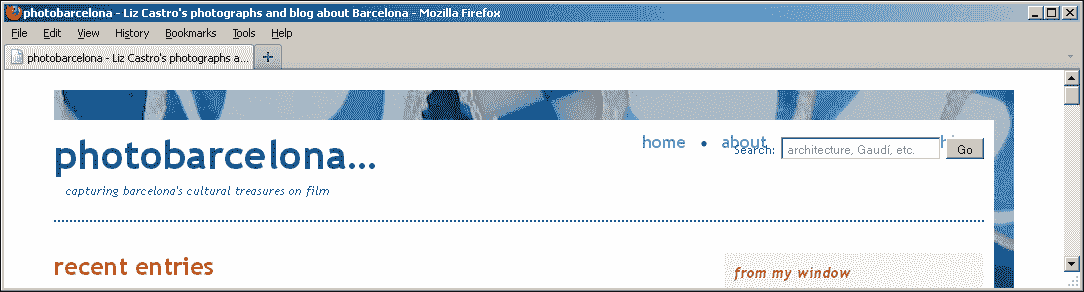 photobarcelona - Liz Castro's photographs and blog about Barcelona - Mozilla Firefox
File Edit View History Bookmarks Tools Help
photobarcelona - Liz Castro's photographs a... +
home • about
photobarcelona...
Search: architecture, Gaudí, etc. Go
capturing barcelona's cultural treasures on film
recent entries
from my window